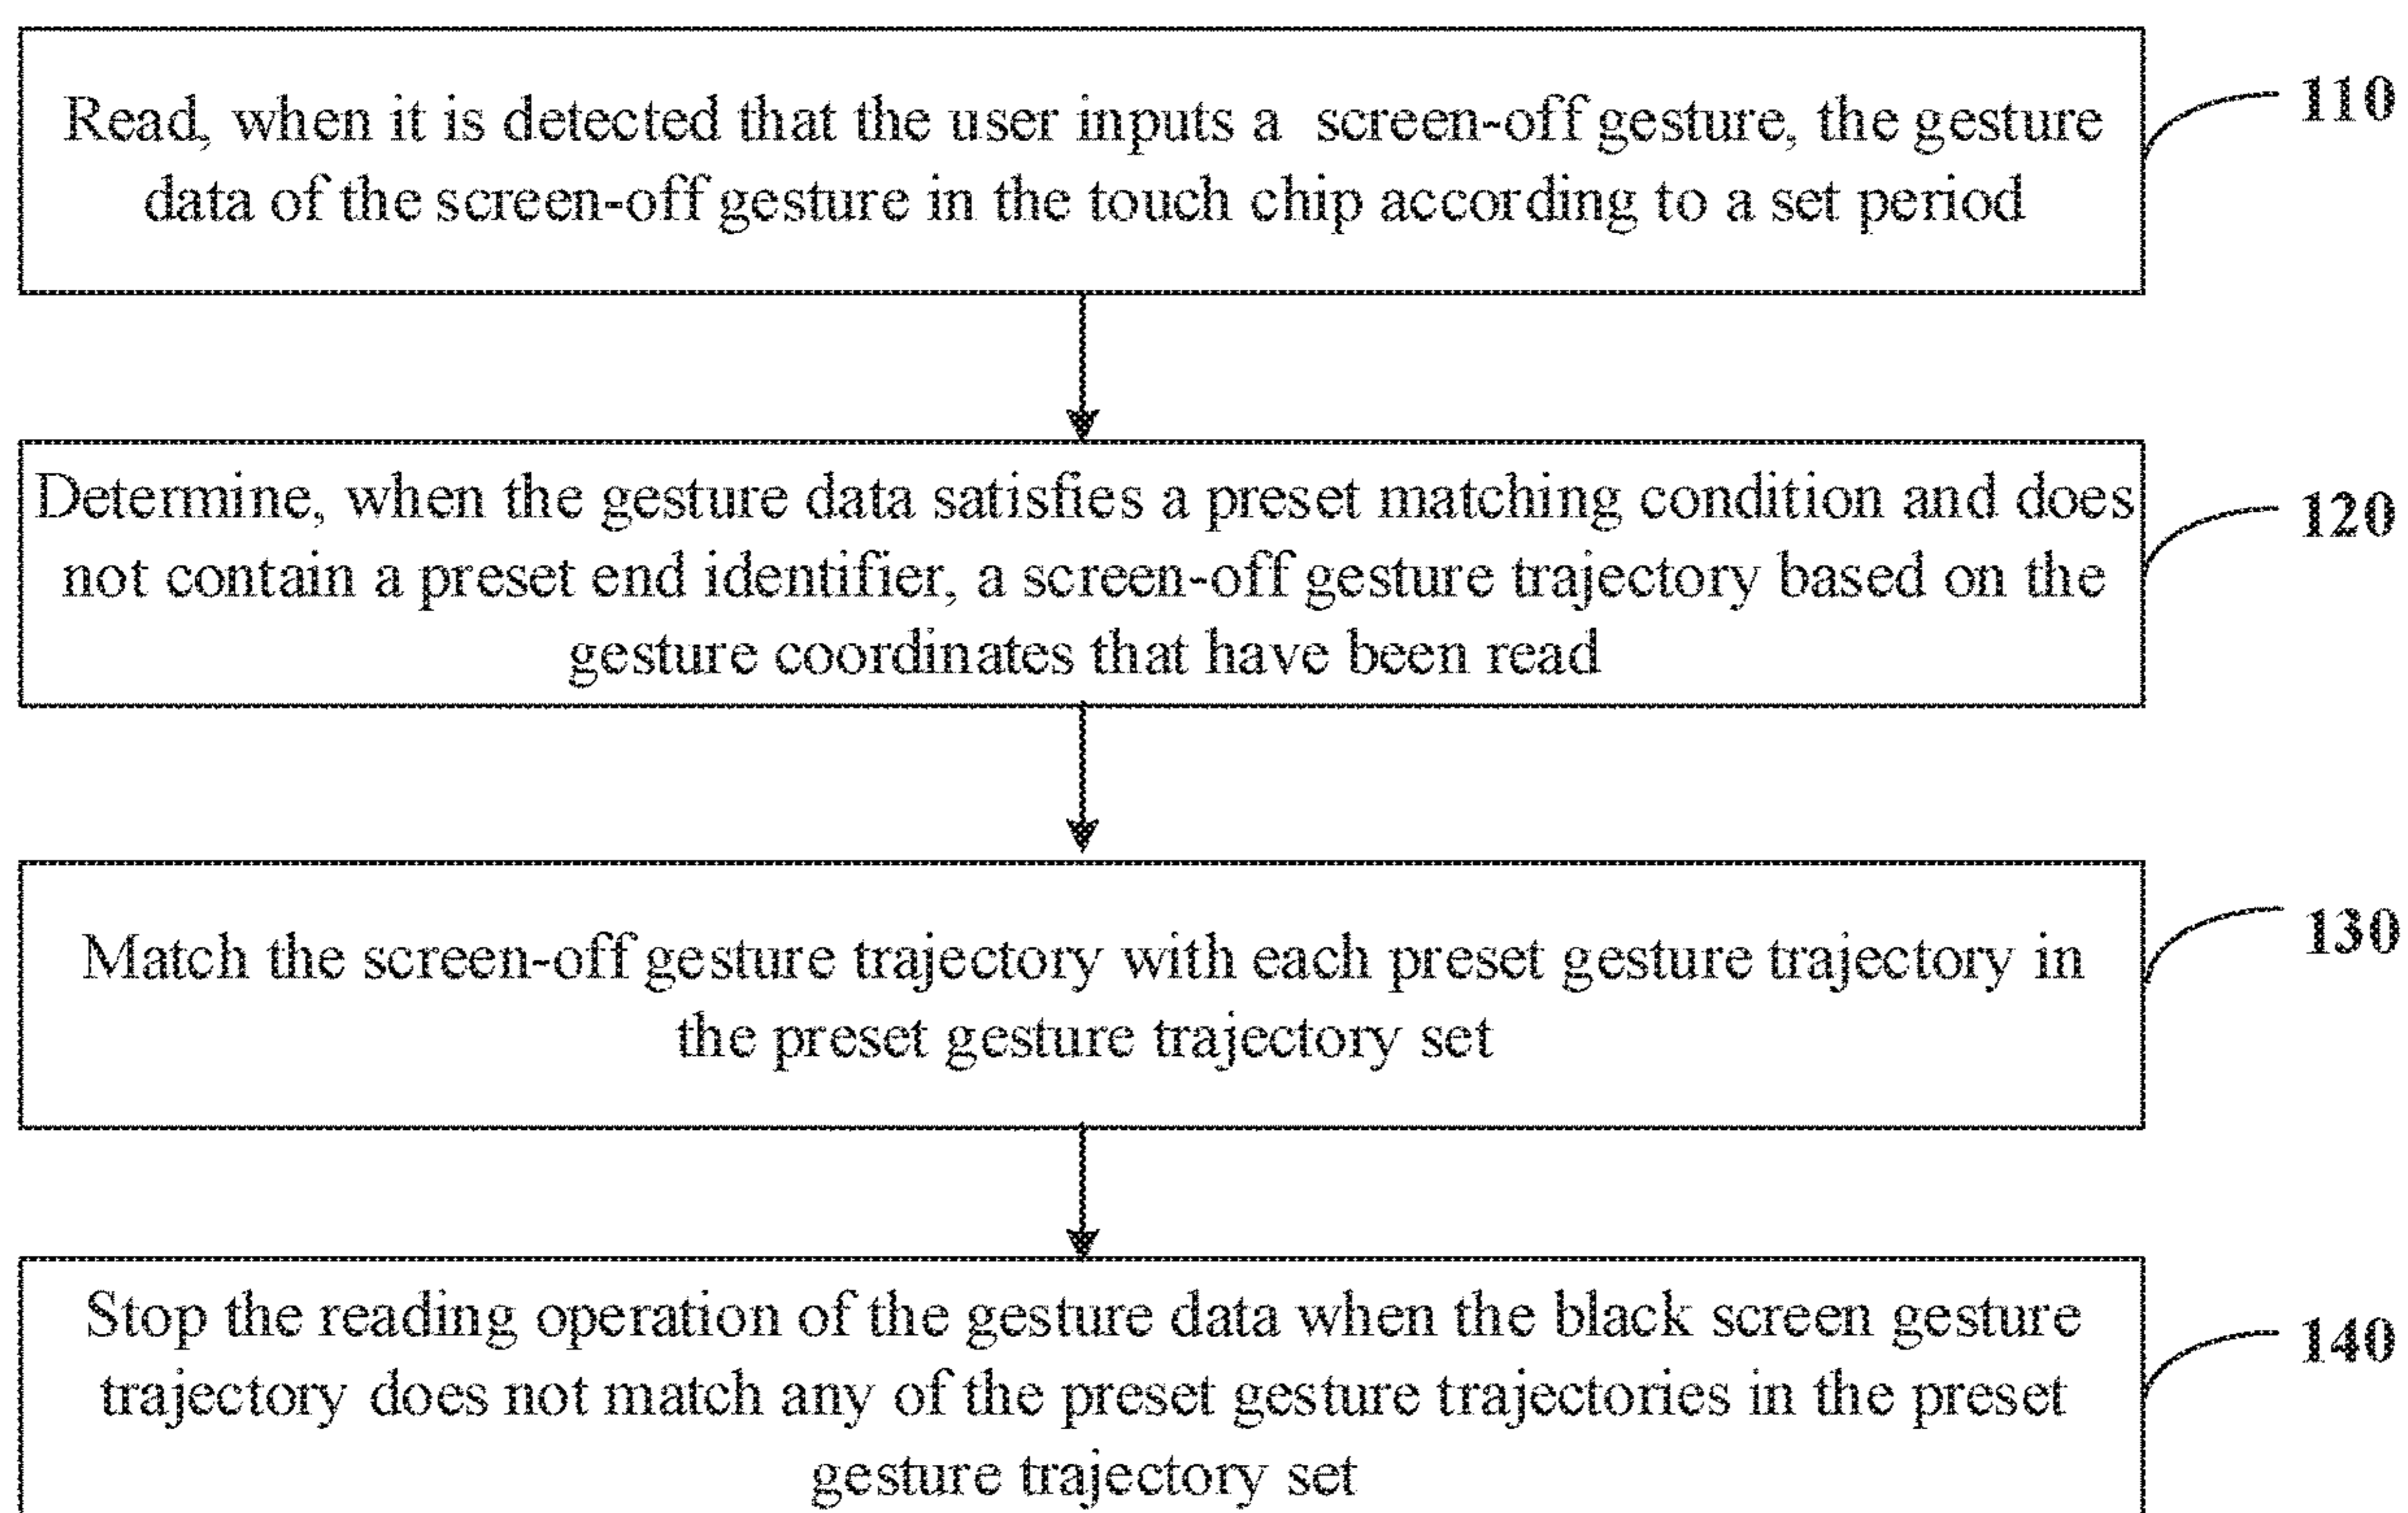 Read, when it is detected that the user inputs a screen-off gesture, the gesture
data of the screen-off gesture in the touch chip according to a set period
110
Determine, when the gesture data satisfies a preset matching condition and does
not contain a preset end identifier, a screen-off gesture trajectory based on the
gesture coordinates that have been read
120
Match the screen-off gesture trajectory with each preset gesture trajectory in
the preset gesture trajectory set
130
Stop the reading operation of the gesture data when the black screen gesture
trajectory does not match any of the preset gesture trajectories in the preset
gesture trajectory set
140